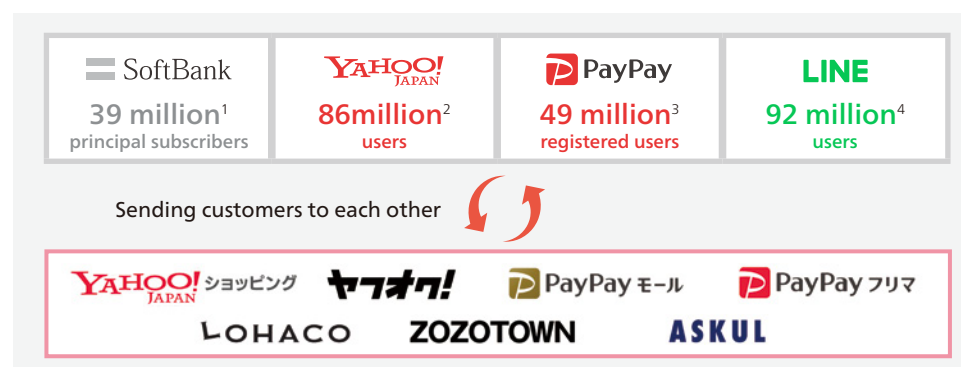 SoftBank
39 million1
principal subscribers
YAHOO!
JAPAN
86million2
users
PayPay
49 million3
registered users
LINE
92 million4
users
Sending customers to each other
YAHOO! ショッピング
JAPAN
ヤフオク!
PayPay モール
PayPay フリマ
LOHACO
ZOZOTOWN
ASKUL